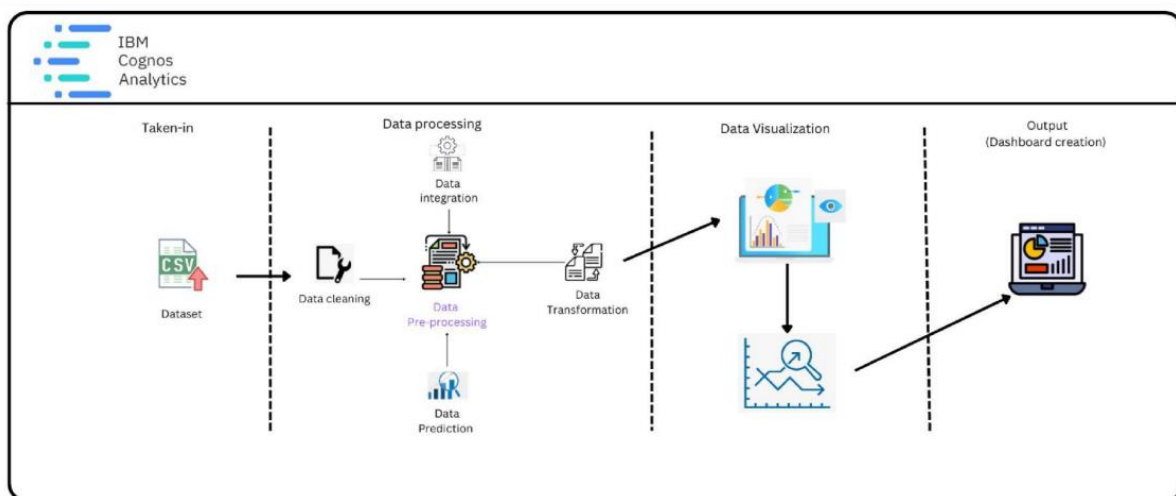 IBM
Cognos
Analytics
Taken-in
Data processing
Data Visualization
Output
(Dashboard creation)
Data
integration
CSV
Dataset
Data cleaning
Data
Pre-processing
Data
Transformation
Data
Prediction